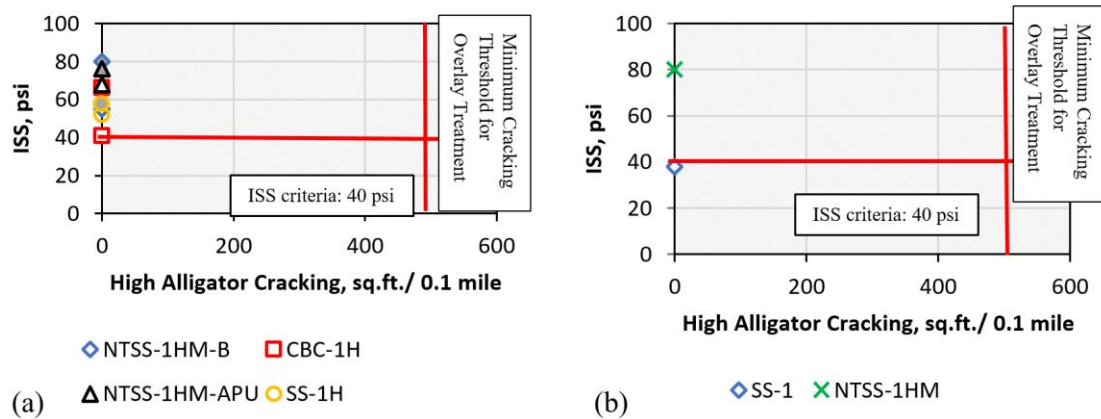 100
80
60
40
20
0
ISS, psi
0 200 400 600
High Alligator Cracking, sq.ft./ 0.1 mile
ISS criteria: 40 psi
Minimum Cracking
Threshold for
Overlay Treatment
NTSS-1HM-B CBC-1H
NTSS-1HM-APU SS-1H
(a)
100
80
60
40
20
0
ISS, psi
0 200 400 600
High Alligator Cracking, sq.ft./ 0.1 mile
ISS criteria: 40 psi
Minimum Cracking
Threshold for
Overlay Treatment
SS-1 NTSS-1HM
(b)